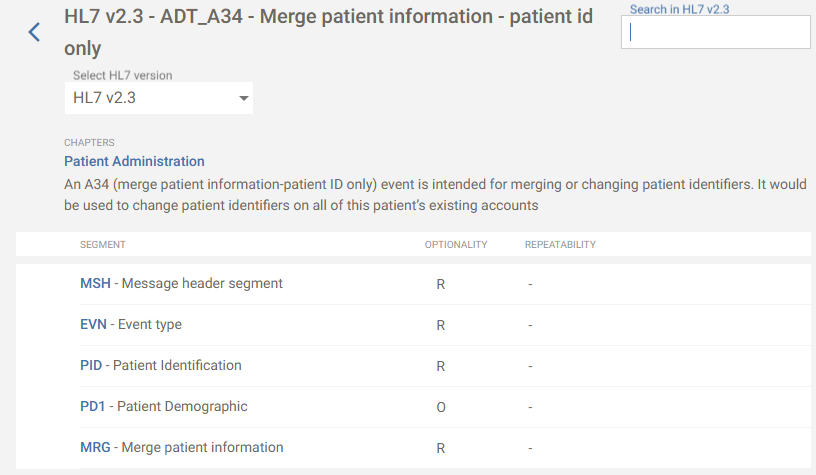 HL7 v2.3 - ADT_A34 - Merge patient information - patient id
only
Search in HL7 v2.3
Select HL7 version
HL7 v2.3
CHAPTERS
Patient Administration
An A34 (merge patient information-patient ID only) event is intended for merging or changing patient identifiers. It would
be used to change patient identifiers on all of this patient’s existing accounts
SEGMENT OPTIONALITY REPEATABILITY
MSH - Message header segment R -
EVN - Event type R -
PID - Patient Identification R -
PD1 - Patient Demographic O -
MRG - Merge patient information R -